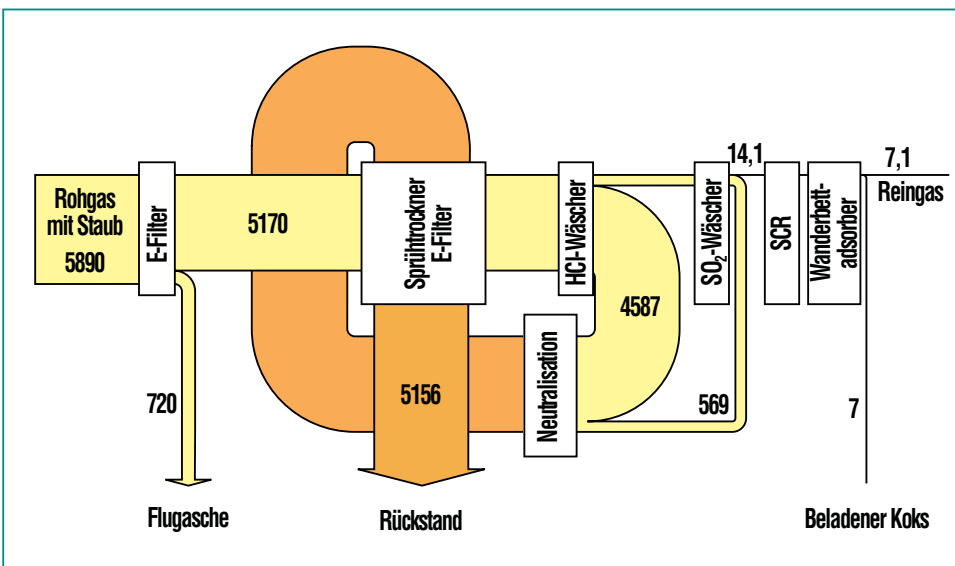 Rohgas
mit Staub
5890
E-Filter
5170
Sprühtrockner
E-Filter
HCl-Wäscher
4587
SO₂-Wäscher
14,1
SCR
Wanderbett-
adsorber
7,1
Reingas
720
5156
Neutralisation
569
7
Flugasche
Rückstand
Beladener Koks